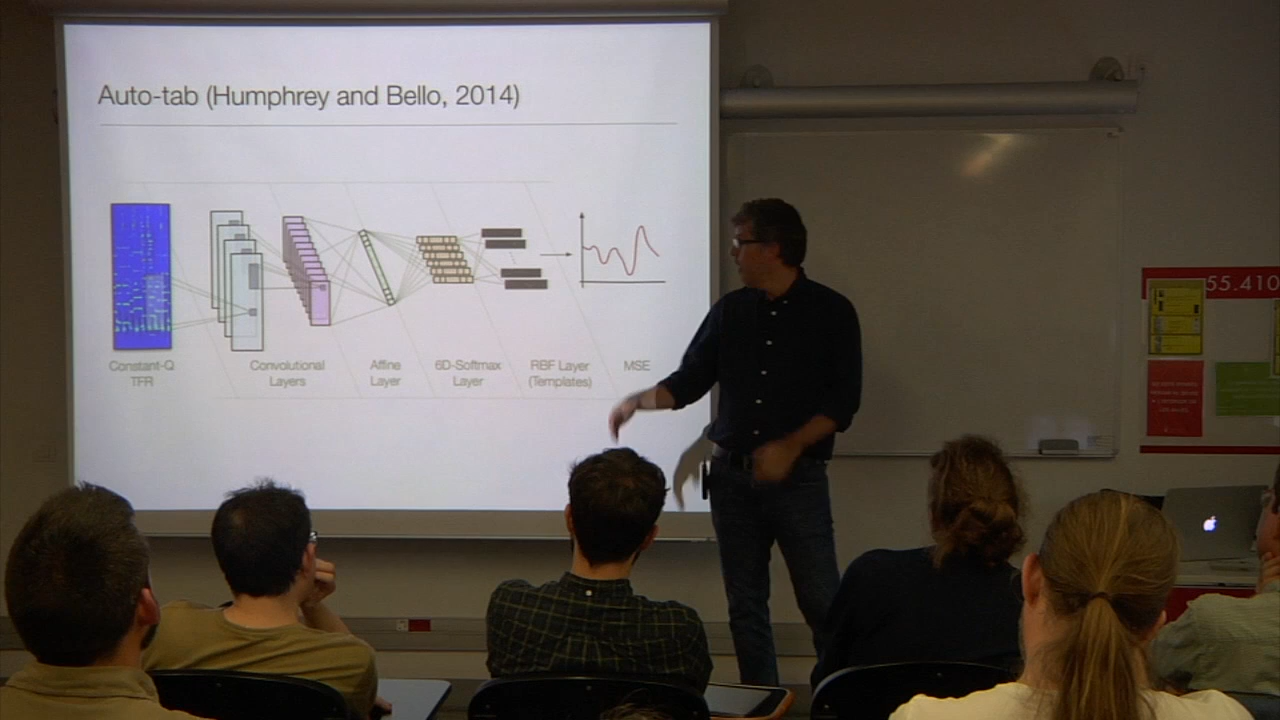 Auto-tab (Humphrey and Bello, 2014)
Constant-Q
TFR
Convolutional
Layers
Affine
Layer
6D-Softmax
Layer
RBF Layer
(Templates)
MSE
55.410